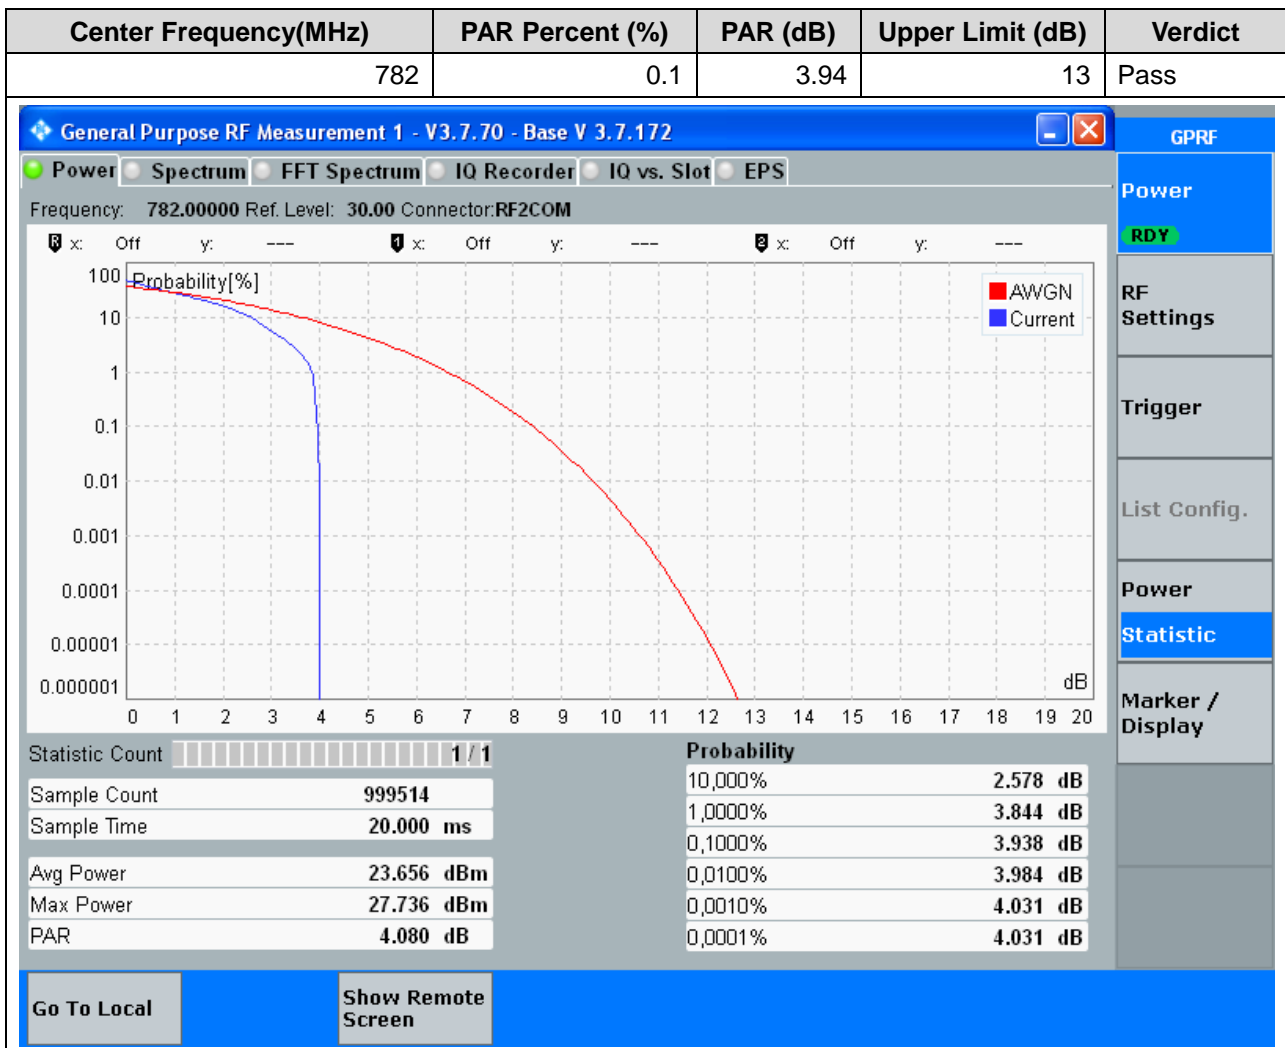 Center Frequency(MHz) PAR Percent (%) PAR (dB) Upper Limit (dB) Verdict
782 0.1 3.94 13 Pass
General Purpose RF Measurement 1 - V3.7.70 - Base V 3.7.172
GPRF
Power Spectrum FFT Spectrum IQ Recorder IQ vs. Slot EPS
Frequency: 782.00000 Ref. Level: 30.00 Connector:RF2COM
Power
RDY
R x: Off y: --- 1 x: Off y: --- 2 x: Off y: ---
Probability[%]
100
10
1
0.1
0.01
0.001
0.0001
0.00001
0.000001
AWGN
Current
dB
0 1 2 3 4 5 6 7 8 9 10 11 12 13 14 15 16 17 18 19 20
RF
Settings
Trigger
List Config.
Power
Statistic
Marker /
Display
Statistic Count 1 / 1
Sample Count 999514
Sample Time 20.000 ms
Avg Power 23.656 dBm
Max Power 27.736 dBm
PAR 4.080 dB
Probability
10,000% 2.578 dB
1,0000% 3.844 dB
0,1000% 3.938 dB
0,0100% 3.984 dB
0,0010% 4.031 dB
0,0001% 4.031 dB
Go To Local
Show Remote
Screen